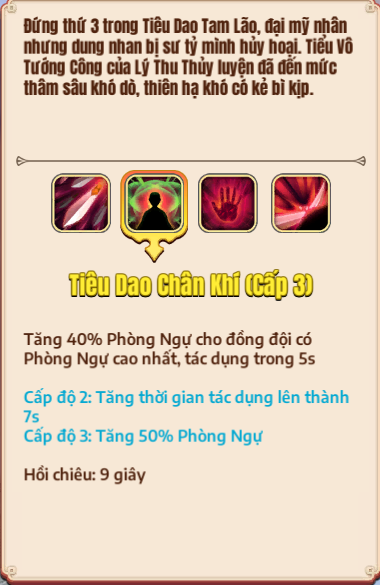 Đứng thứ 3 trong Tiêu Dao Tam Lão, đại mỹ nhân
nhưng dung nhan bị sư tỷ mình hủy hoại. Tiểu Vô
Tướng Công của Lý Thu Thủy luyện đã đến mức
thâm sâu khó dò, thiên hạ khó có kẻ bì kịp.
Tiêu Dao Chân Khí (Cấp 3)
Tăng 40% Phòng Ngự cho đồng đội có
Phòng Ngự cao nhất, tác dụng trong 5s
Cấp độ 2: Tăng thời gian tác dụng lên thành
7s
Cấp độ 3: Tăng 50% Phòng Ngự
Hồi chiêu: 9 giây